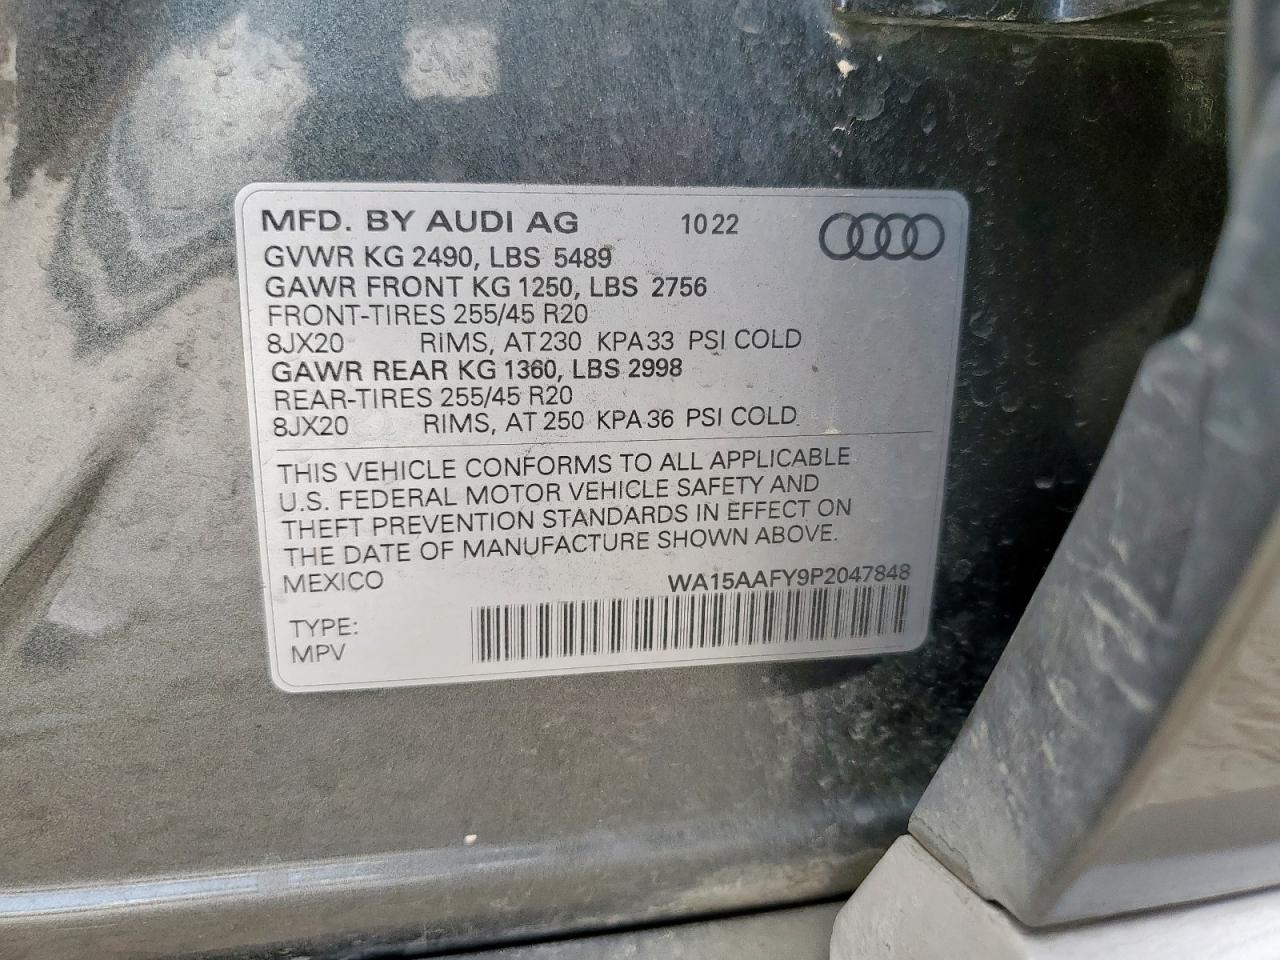 MFD. BY AUDI AG 1022
GVWR KG 2490, LBS 5489
GAWR FRONT KG 1250, LBS 2756
FRONT-TIRES 255/45 R20
8JX20 RIMS, AT 230 KPA 33 PSI COLD
GAWR REAR KG 1360, LBS 2998
REAR-TIRES 255/45 R20
8JX20 RIMS, AT 250 KPA 36 PSI COLD
THIS VEHICLE CONFORMS TO ALL APPLICABLE
U.S. FEDERAL MOTOR VEHICLE SAFETY AND
THEFT PREVENTION STANDARDS IN EFFECT ON
THE DATE OF MANUFACTURE SHOWN ABOVE.
MEXICO WA15AAFY9P2047848
TYPE:
MPV